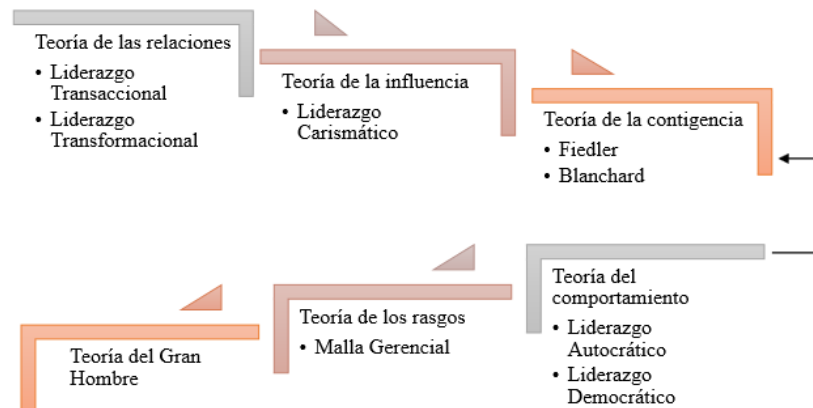 Teoría de las relaciones
• Liderazgo
Transaccional
• Liderazgo
Transformacional
Teoría de la influencia
• Liderazgo
Carismático
Teoría de la contigencia
• Fiedler
• Blanchard
Teoría del Gran
Hombre
Teoría de los rasgos
• Malla Gerencial
Teoría del
comportamiento
• Liderazgo
Autocrático
• Liderazgo
Democrático